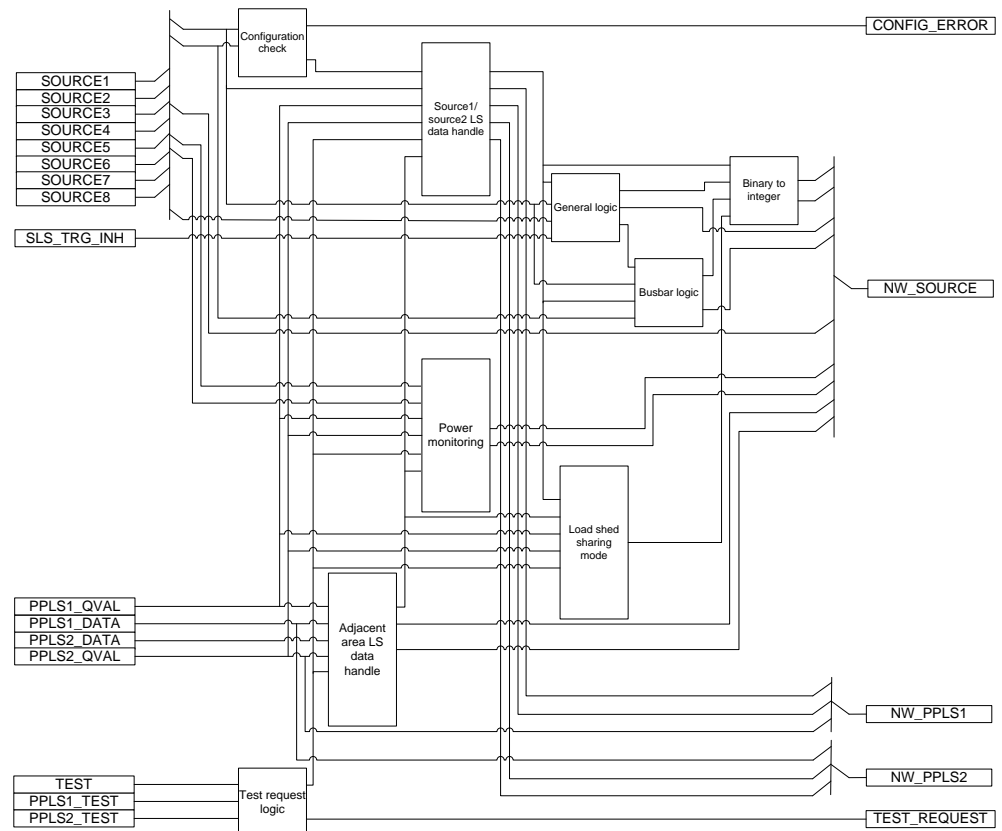 Configuration
check
CONFIG_ERROR
SOURCE1
SOURCE2
SOURCE3
SOURCE4
SOURCE5
SOURCE6
SOURCE7
SOURCE8
Source1/
source2 LS
data handle
Binary to
integer
General logic
SLS_TRG_INH
Busbar logic
NW_SOURCE
Power
monitoring
Load shed
sharing
mode
PPLS1_QVAL
PPLS1_DATA
PPLS2_DATA
PPLS2_QVAL
Adjacent
area LS
data
handle
NW_PPLS1
NW_PPLS2
TEST
PPLS1_TEST
PPLS2_TEST
Test request
logic
TEST_REQUEST